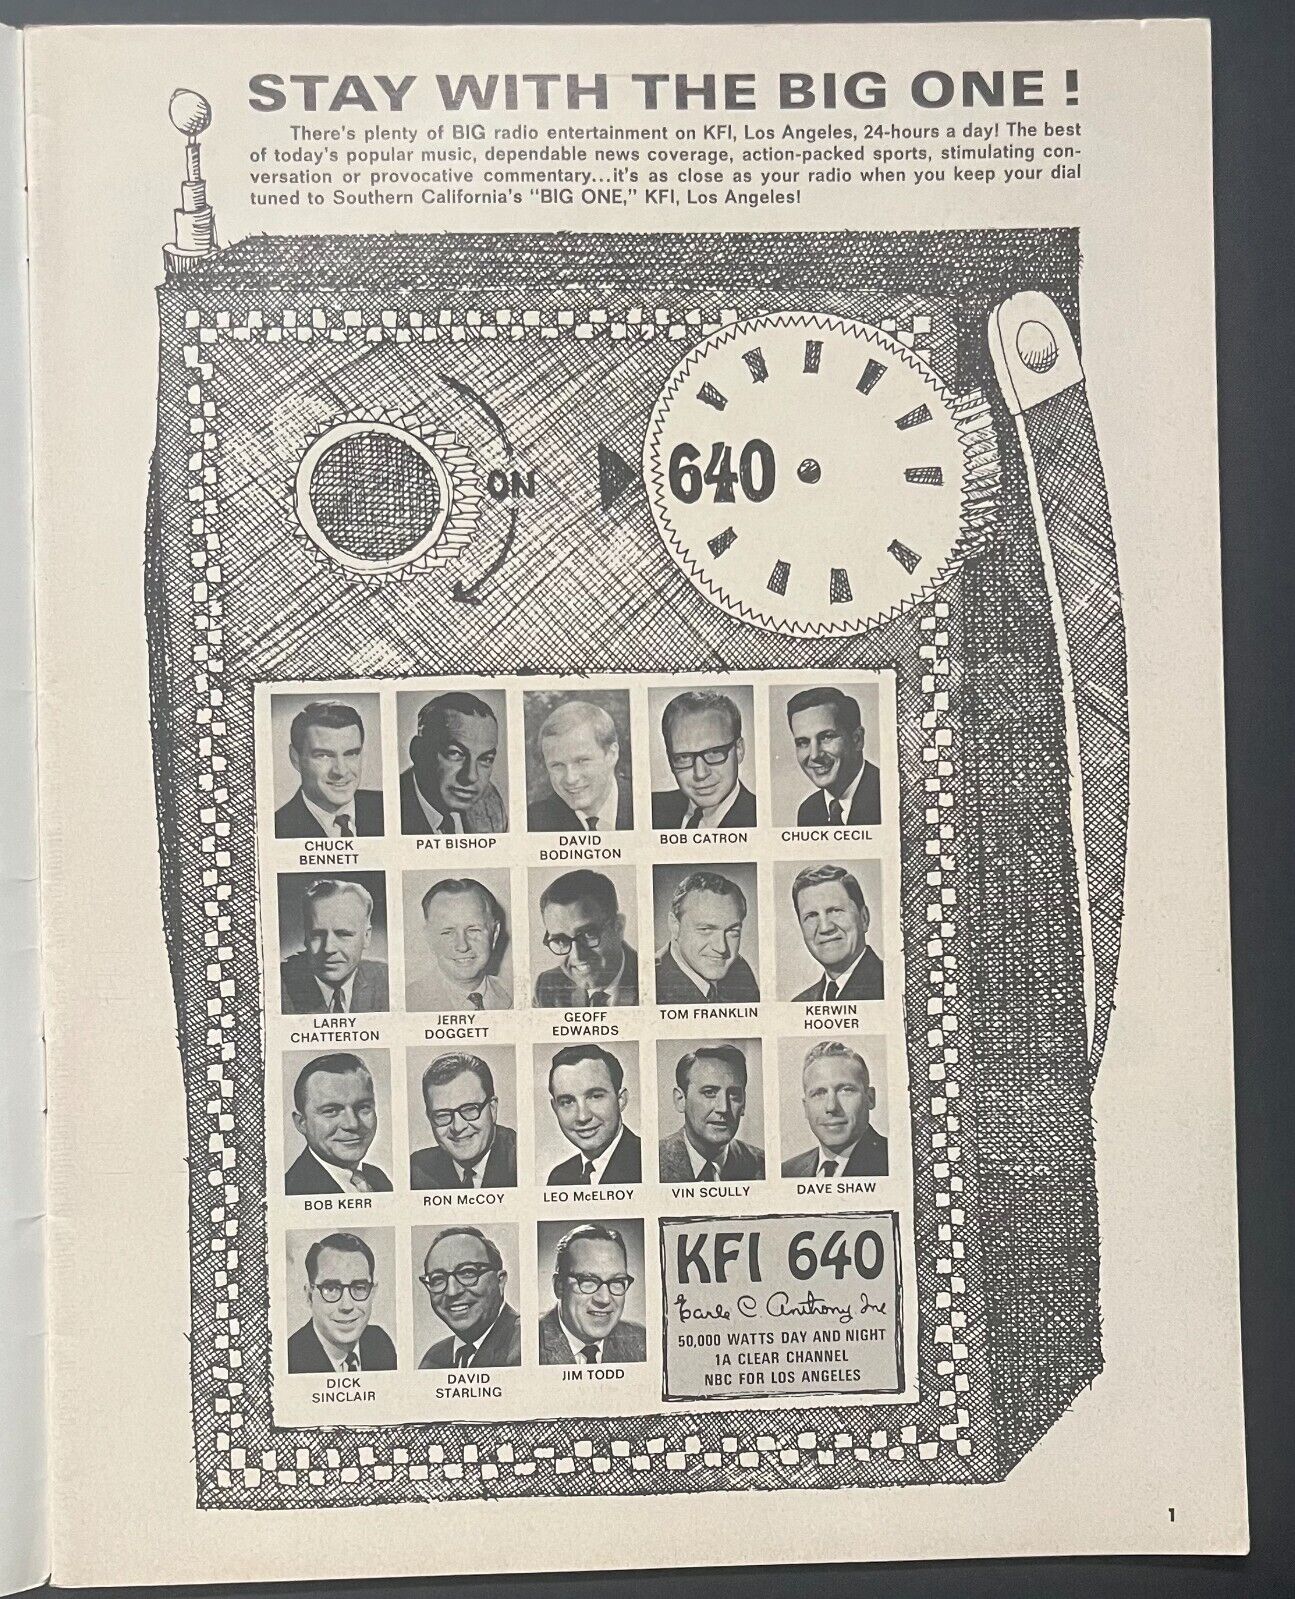 STAY WITH THE BIG ONE !
There's plenty of BIG radio entertainment on KFI, Los Angeles, 24-hours a day! The best
of today's popular music, dependable news coverage, action-packed sports, stimulating con-
versation or provocative commentary...it's as close as your radio when you keep your dial
tuned to Southern California's "BIG ONE," KFI, Los Angeles!
ON
640
CHUCK
BENNETT
PAT BISHOP
DAVID
BODINGTON
BOB CATRON
CHUCK CECIL
LARRY
CHATTERTON
JERRY
DOGGETT
GEOFF
EDWARDS
TOM FRANKLIN
KERWIN
HOOVER
BOB KERR
RON McCOY
LEO McELROY
VIN SCULLY
DAVE SHAW
DICK
SINCLAIR
DAVID
STARLING
JIM TODD
KFI 640
Earle C. Anthony Inc
50,000 WATTS DAY AND NIGHT
1A CLEAR CHANNEL
NBC FOR LOS ANGELES
1